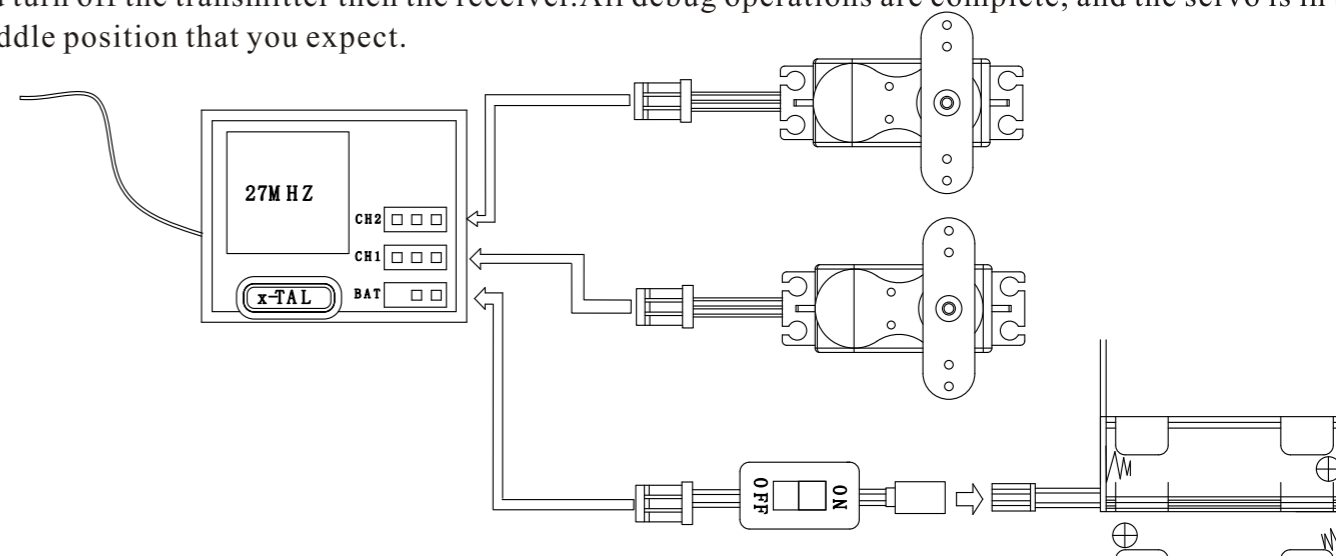 turn off the transmitter then the receiver.All debug operations are complete, and the servo is in
ddle position that you expect.
27MHZ
CH2
CH1
BAT
x-TAL
OFF
ON